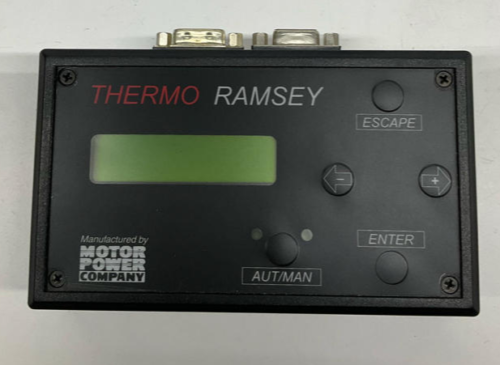 THERMO RAMSEY
ESCAPE
-
+
Manufactured by
MOTOR
POWER
COMPANY
ENTER
AUT/MAN